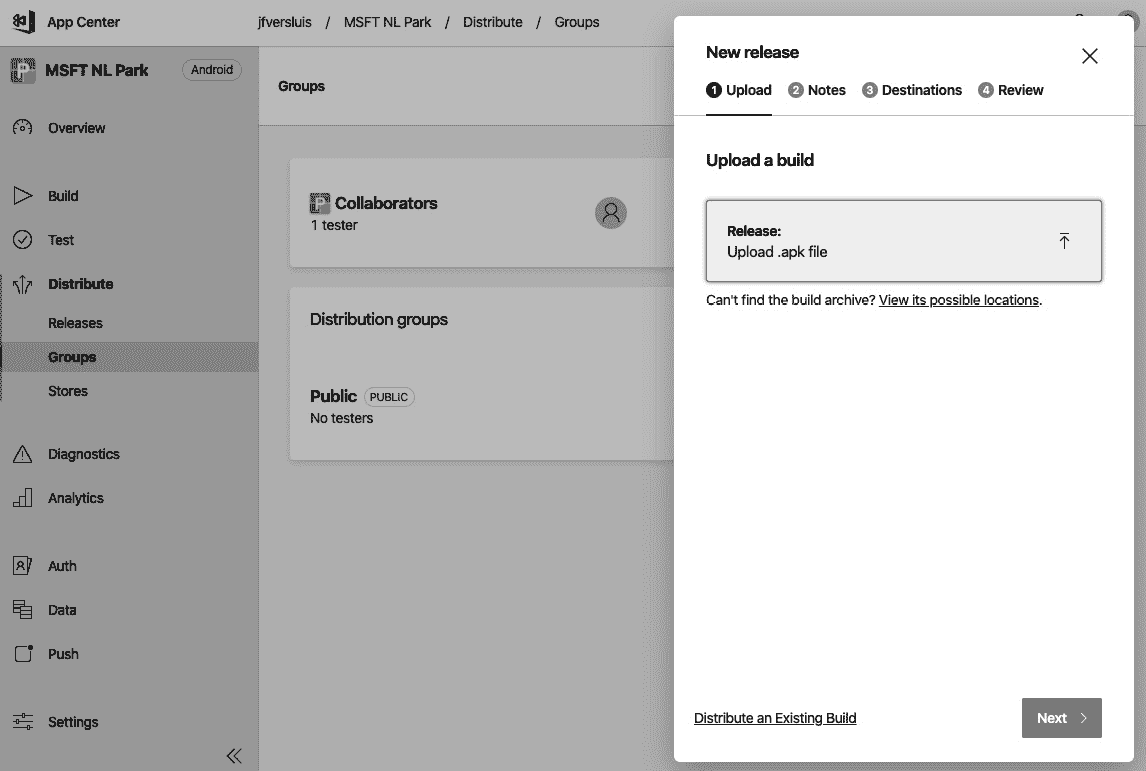 App Center
jfversluis / MSFT NL Park / Distribute / Groups
MSFT NL Park
Android
Overview
Build
Test
Distribute
Releases
Groups
Stores
Diagnostics
Analytics
Auth
Data
Push
Settings
Groups
Collaborators
1 tester
Distribution groups
Public PUBLIC
No testers
New release
1 Upload 2 Notes 3 Destinations 4 Review
Upload a build
Release:
Upload .apk file
Can't find the build archive? View its possible locations.
Distribute an Existing Build
Next